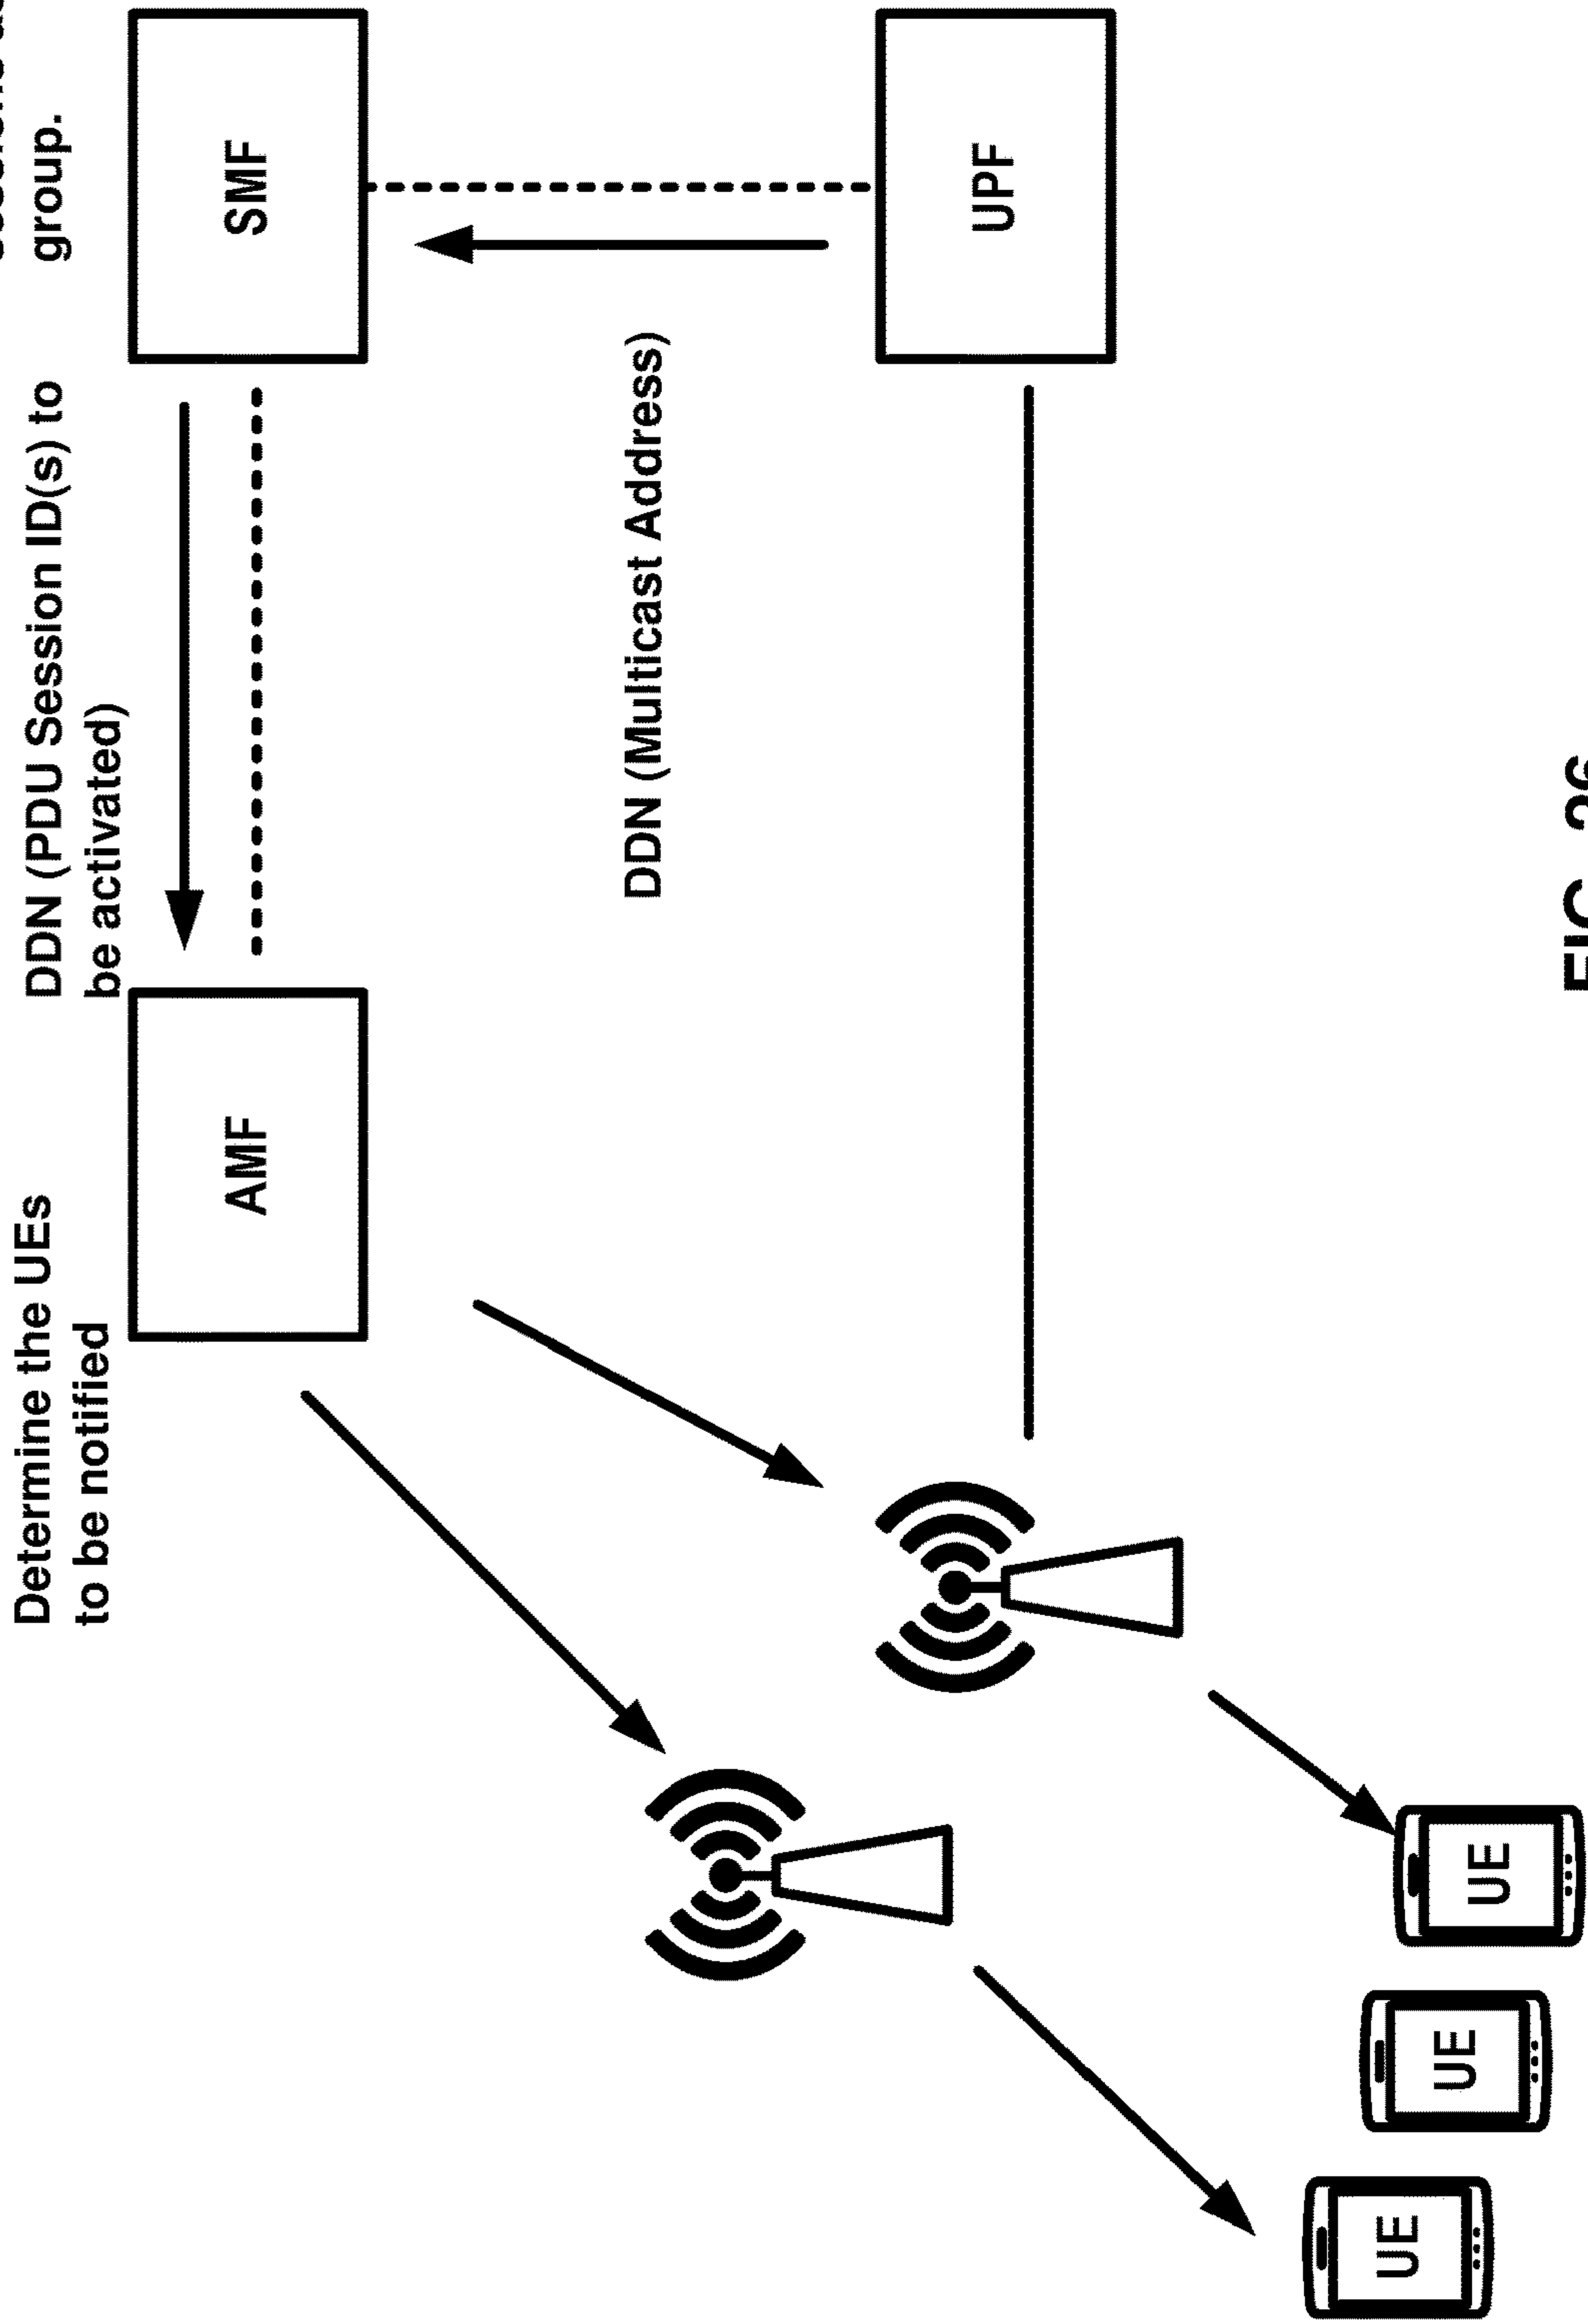 group.
DDN (PDU Session ID(s) to
be activated)
Determine the UEs
to be notified
SMF
AMF
DDN (Multicast Address)
UPF
UE
UE
UE